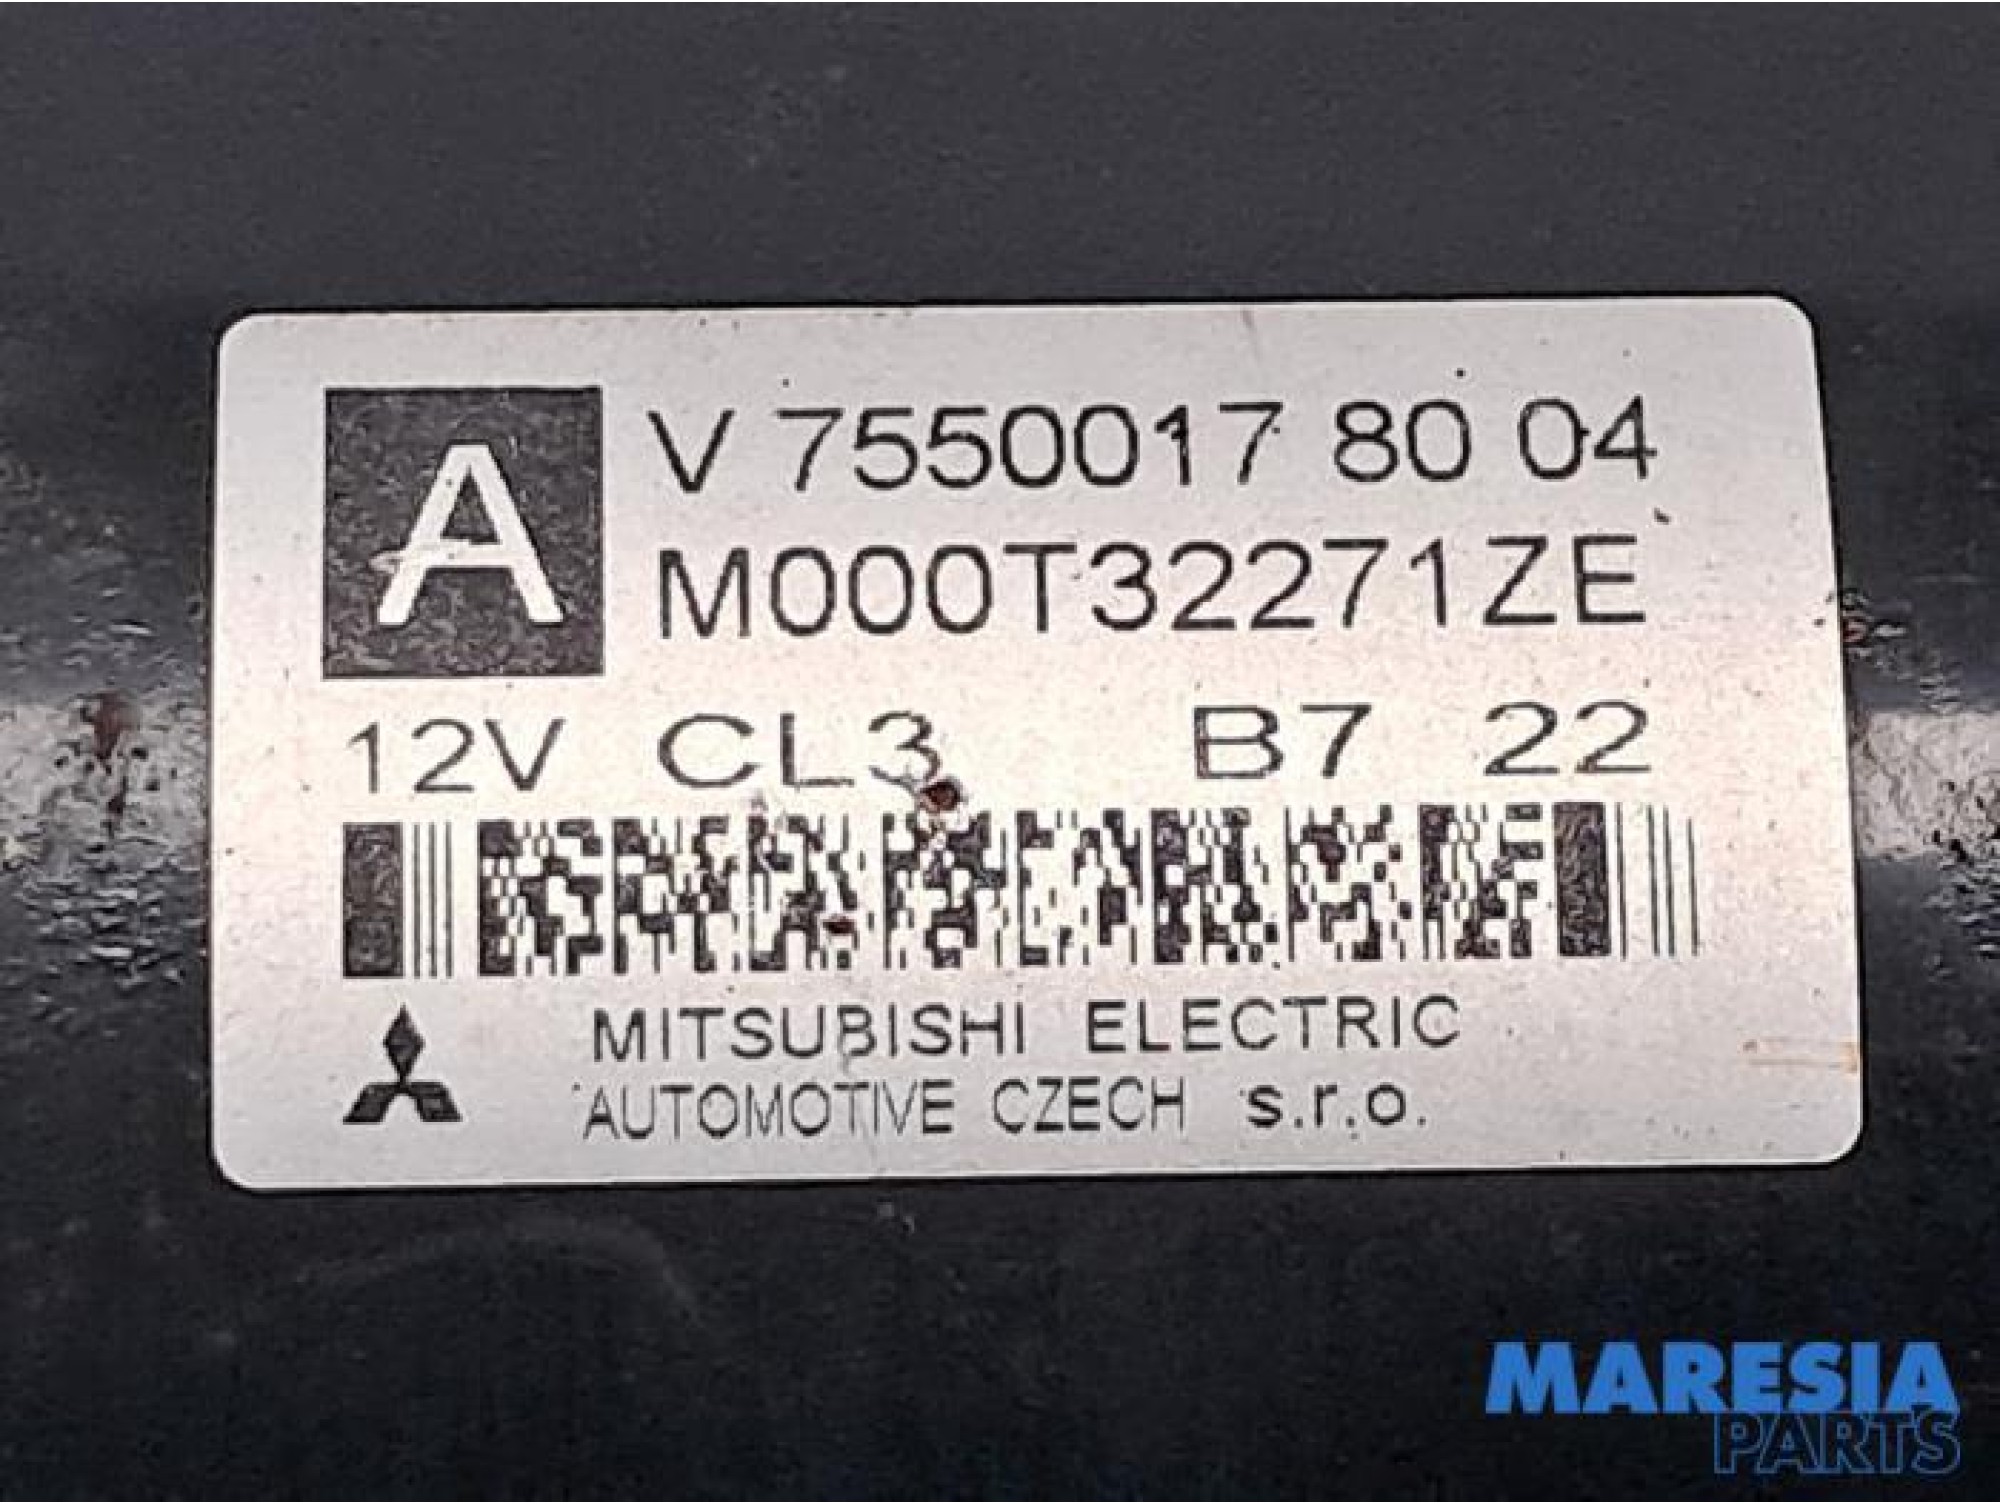 A
V 7550017 80 04
M000T32271ZE
12V CL3 B7 22
MITSUBISHI ELECTRIC
AUTOMOTIVE CZECH s.r.o.
MARESIA
PARTS